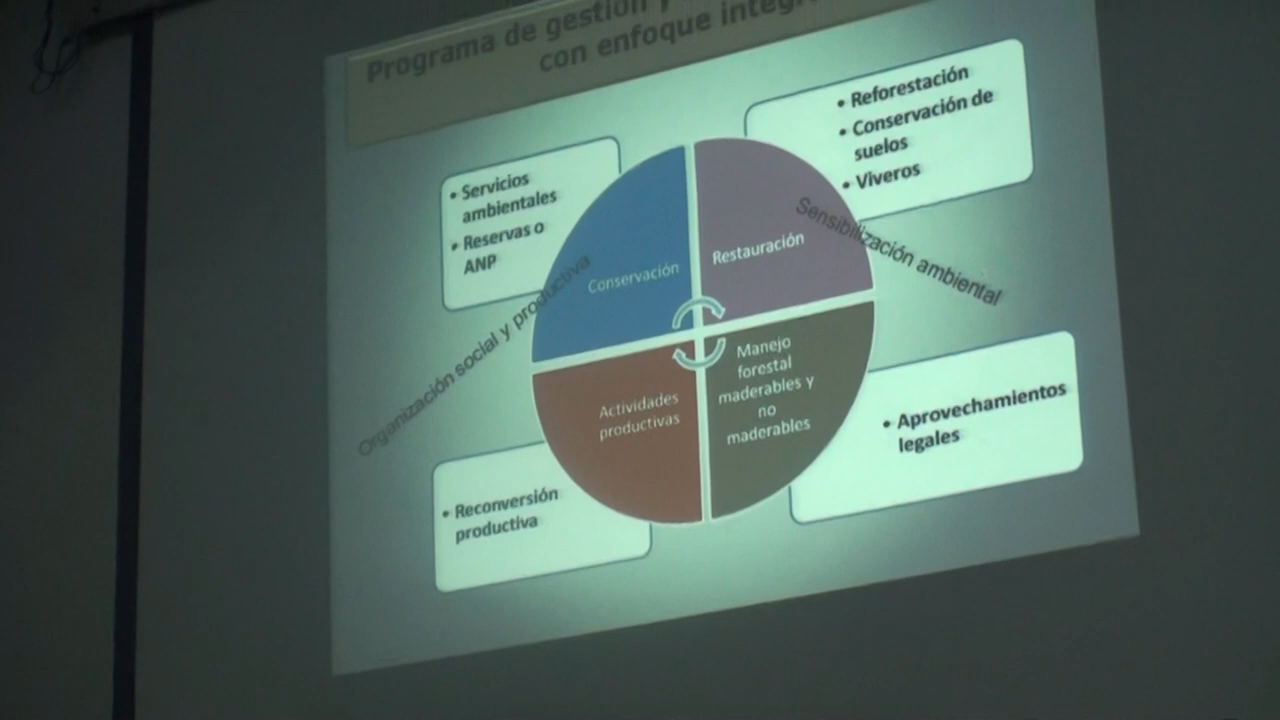 Programa de gestión y
con enfoque
• Servicios
ambientales
• Reservas o
ANP
• Reforestación
• Conservación de
suelos
• Viveros
Conservación
Restauración
Sensibilización ambiental
Organización social y productiva
Actividades
productivas
Manejo
forestal
maderables y
no
maderables
• Reconversión
productiva
• Aprovechamientos
legales